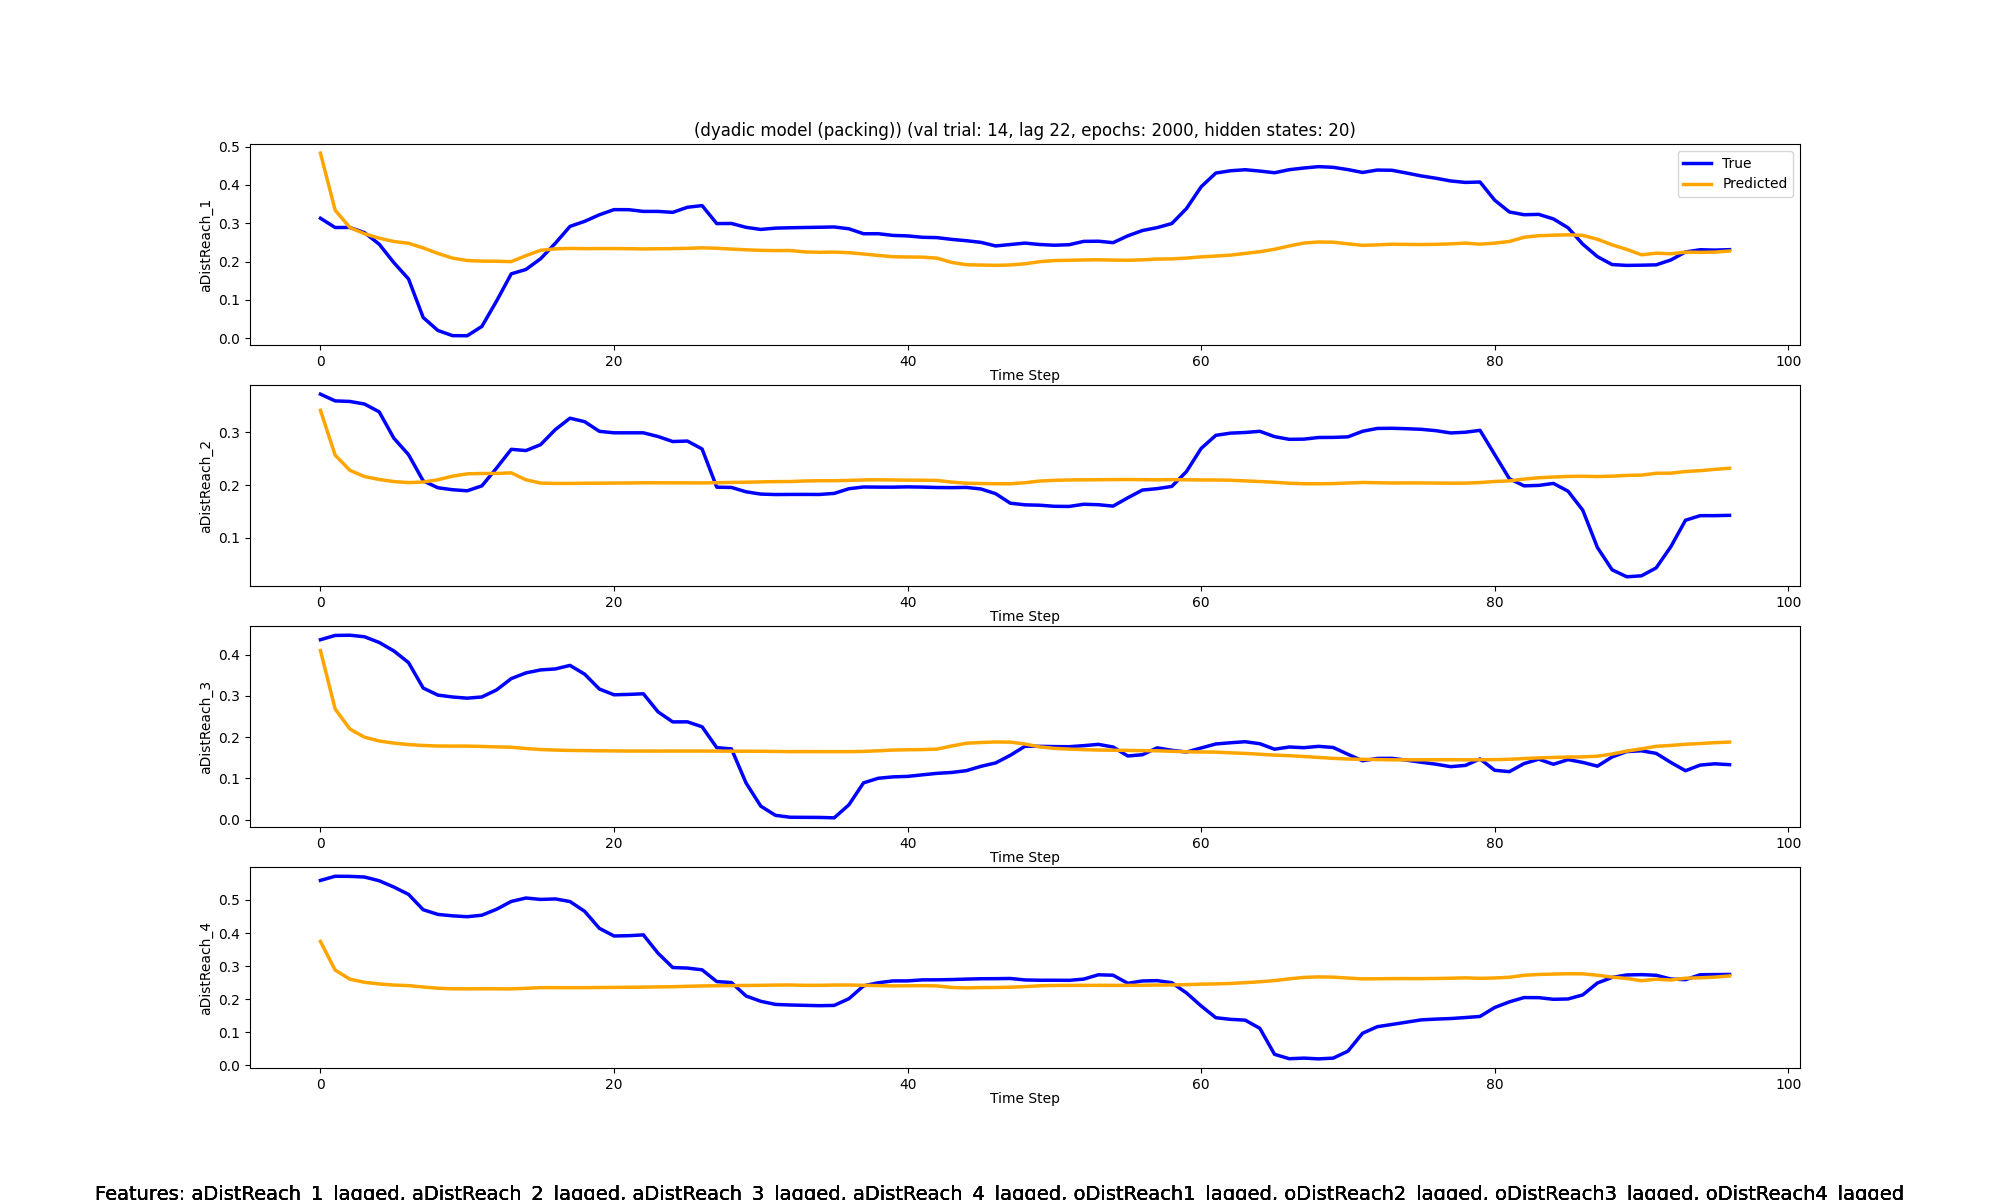 (dyadic model (packing)) (val trial: 14, lag 22, epochs: 2000, hidden states: 20)
True
Predicted
aDistReach_1
0.5
0.4
0.3
0.2
0.1
0.0
0 20 40 60 80 100
Time Step
aDistReach_2
0.3
0.2
0.1
0 20 40 60 80 100
Time Step
aDistReach_3
0.4
0.3
0.2
0.1
0.0
0 20 40 60 80 100
Time Step
aDistReach_4
0.5
0.4
0.3
0.2
0.1
0.0
0 20 40 60 80 100
Time Step
Features: aDistReach_1_lagged, aDistReach_2_lagged, aDistReach_3_lagged, aDistReach_4_lagged, oDistReach1_lagged, oDistReach2_lagged, oDistReach3_lagged, oDistReach4_lagged